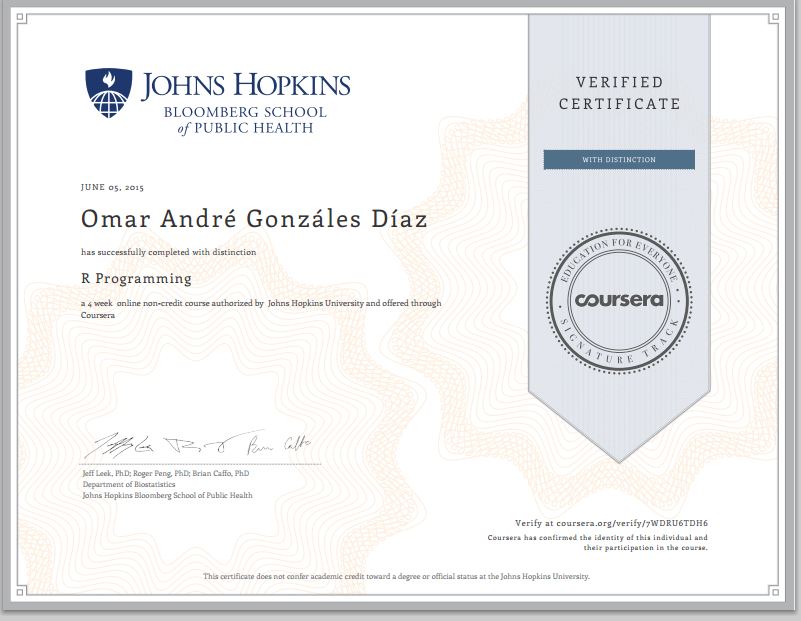 JOHNS HOPKINS
BLOOMBERG SCHOOL
of PUBLIC HEALTH
VERIFIED
CERTIFICATE
WITH DISTINCTION
JUNE 05, 2015
Omar André Gonzáles Díaz
has successfully completed with distinction
R Programming
a 4 week online non-credit course authorized by Johns Hopkins University and offered through
Coursera
EDUCATION FOR EVERYONE
coursera
SIGNATURE TRACK
Jeff Leek, PhD; Roger Peng, PhD; Brian Caffo, PhD
Department of Biostatistics
Johns Hopkins Bloomberg School of Public Health
Verify at coursera.org/verify/7WDRU6TDH6
Coursera has confirmed the identity of this individual and
their participation in the course.
This certificate does not confer academic credit toward a degree or official status at the Johns Hopkins University.